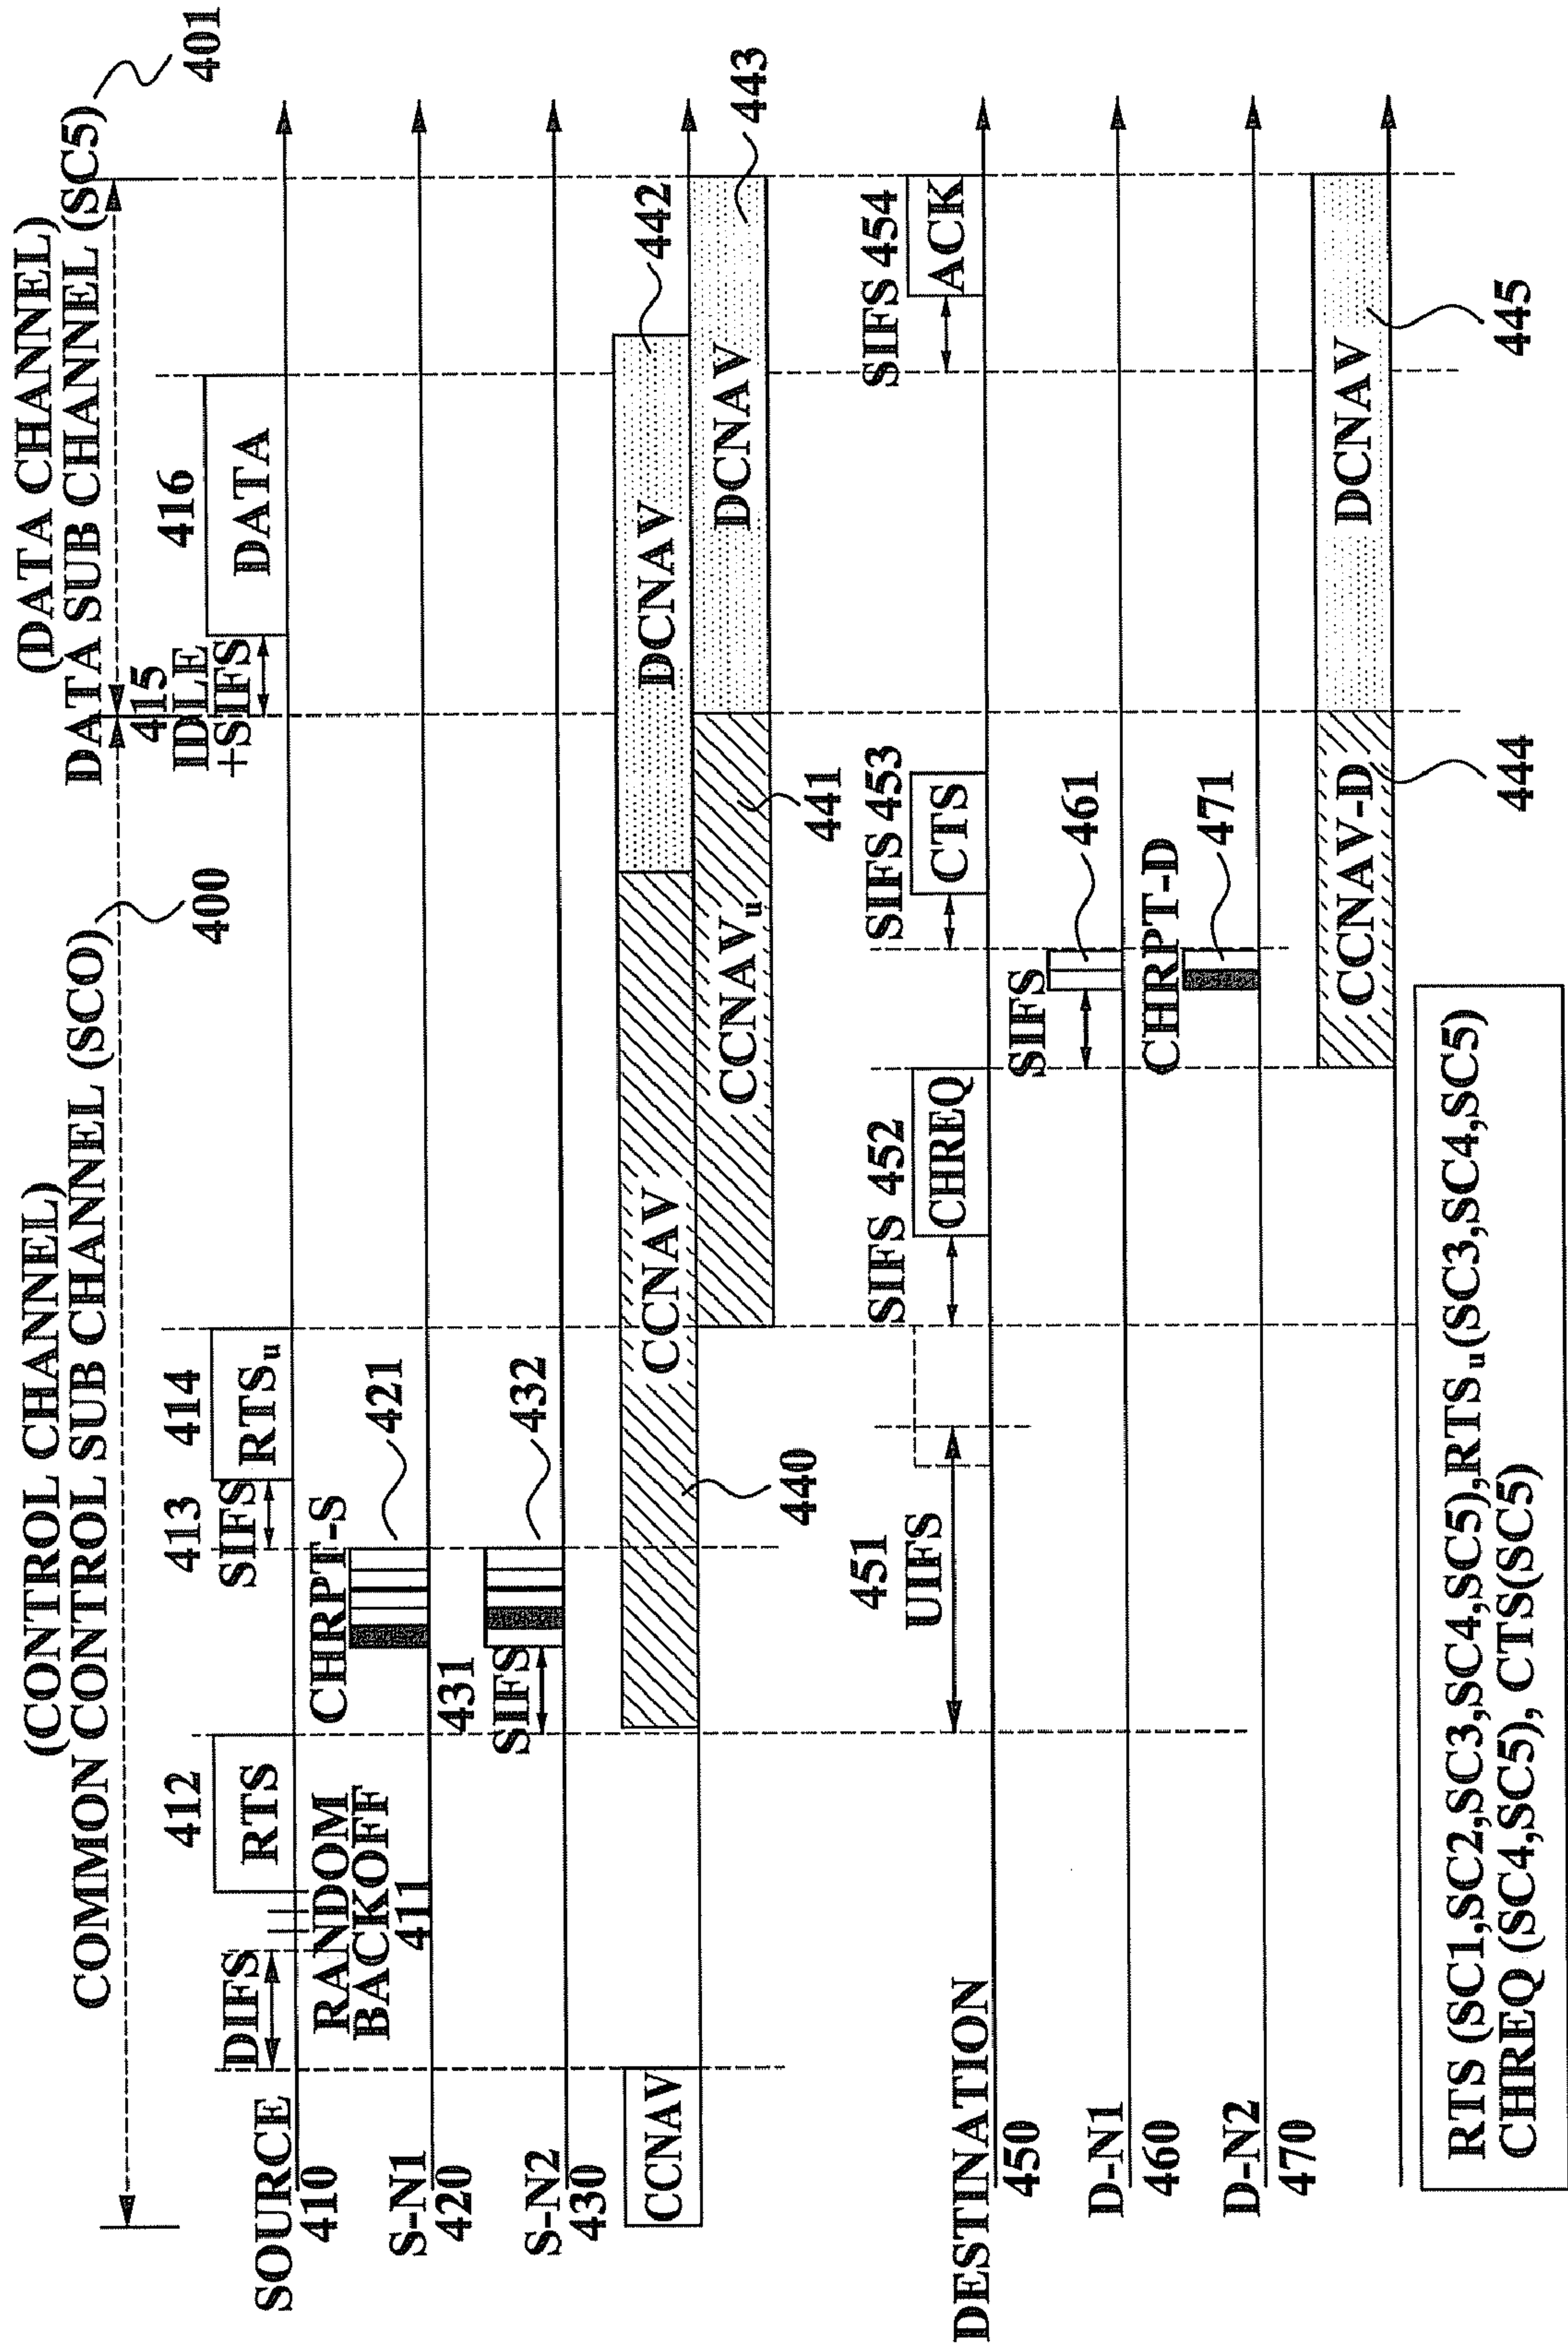 (CONTROL CHANNEL)
COMMON CONTROL SUB CHANNEL (SCO)
400
(DATA CHANNEL)
DATA SUB CHANNEL (SC5)
401
SOURCE
410
DIFS
RANDOM
BACKOFF
411
412
RTS
413
SIFS
414
RTSu
415
IDLE
+SIFS
416
DATA
S-N1
420
CHRPT-S
421
S-N2
430
431
SIFS
432
CCNAV
CCNAV
440
DCNAV
442
CCNAVu
441
DCNAV
443
DESTINATION
450
451
UIFS
SIFS 452
CHREQ
SIFS 453
CTS
SIFS 454
ACK
D-N1
460
SIFS
461
D-N2
470
CHRPT-D
471
CCNAV-D
444
DCNAV
445
RTS (SC1,SC2,SC3,SC4,SC5),RTSu(SC3,SC4,SC5)
CHREQ (SC4,SC5), CTS(SC5)